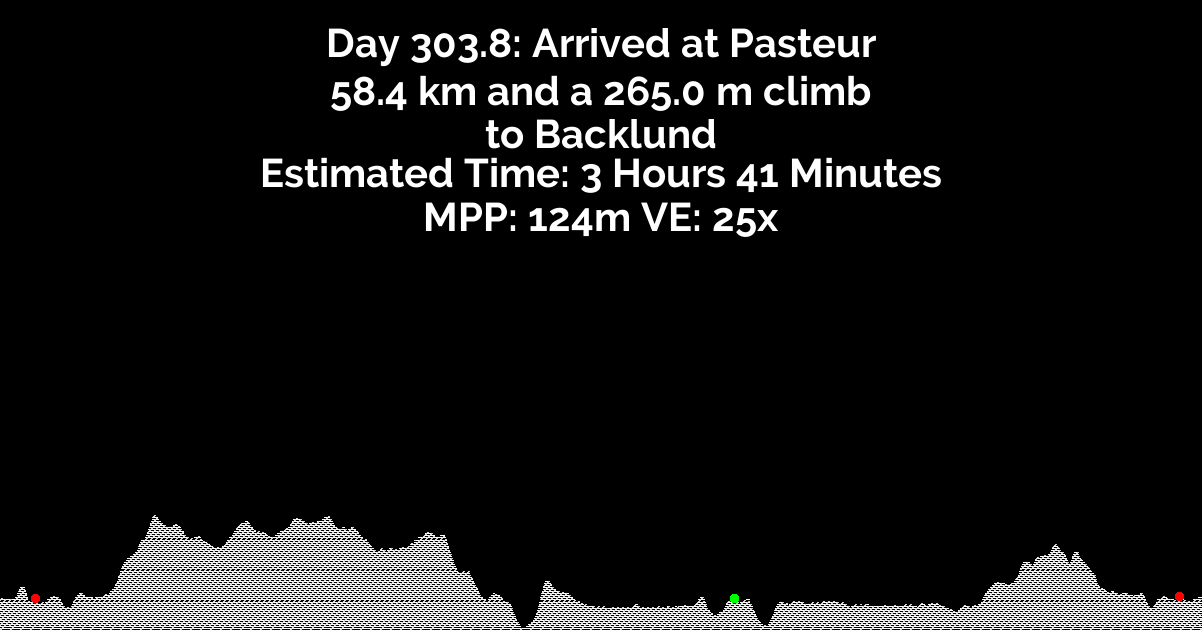 Day 303.8: Arrived at Pasteur
58.4 km and a 265.0 m climb
to Backlund
Estimated Time: 3 Hours 41 Minutes
MPP: 124m VE: 25x